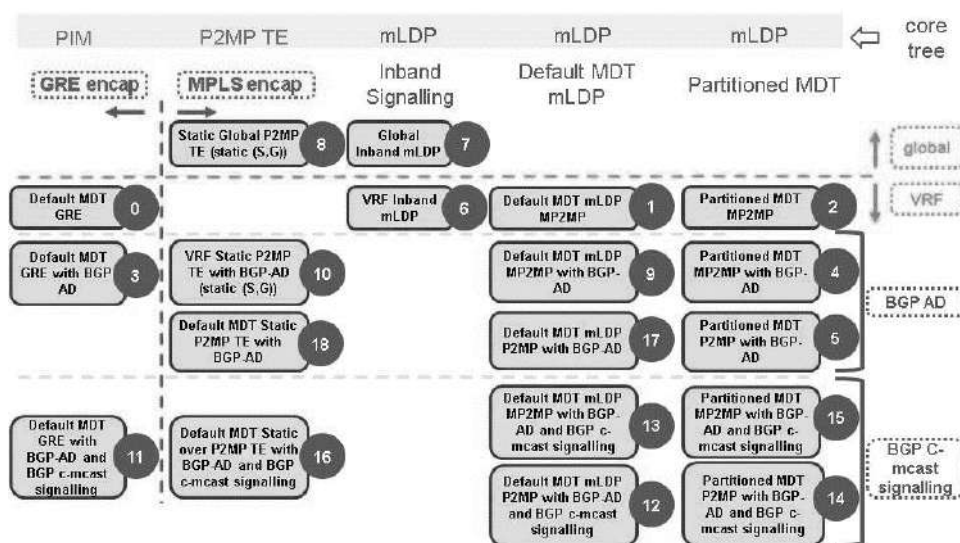 PIM
P2MP TE
mLDP
mLDP
mLDP
core
tree
GRE encap
MPLS encap
Inband
Signalling
Default MDT
mLDP
Partitioned MDT
Static Global P2MP
TE (static (S,G))
8
Global
Inband mLDP
7
global
Default MDT
GRE
0
VRF Inband
mLDP
6
Default MDT mLDP
MP2MP
1
Partitioned MDT
MP2MP
2
VRF
Default MDT
GRE with BGP
AD
3
VRF Static P2MP
TE with BGP-AD
(static (S,G))
10
Default MDT mLDP
MP2MP with BGP-
AD
9
Partitioned MDT
MP2MP with BGP-
AD
4
BGP AD
Default MDT Static
P2MP TE with
BGP-AD
18
Default MDT mLDP
P2MP with BGP-AD
17
Partitioned MDT
P2MP with BGP-
AD
5
Default MDT
GRE with
BGP-AD and
BGP c-mcast
signalling
11
Default MDT Static
over P2MP TE with
BGP-AD and BGP
c-mcast signalling
16
Default MDT mLDP
MP2MP with BGP-
AD and BGP c-mcast
signalling
13
Partitioned MDT
MP2MP with BGP-
AD and BGP c-
mcast signalling
15
BGP C-
mcast
signalling
Default MDT mLDP
P2MP with BGP-AD
and BGP c-mcast
signalling
12
Partitioned MDT
P2MP with BGP-
AD and BGP c-
mcast signalling
14